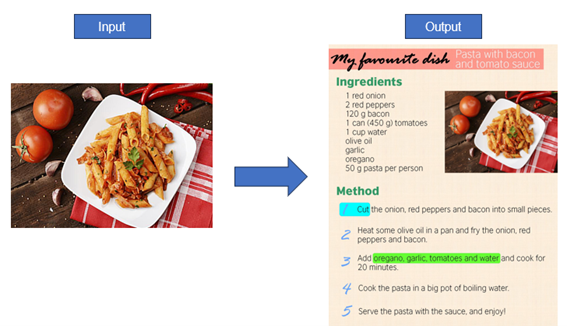 Input
Output
My favourite dish
Pasta with bacon
and tomato sauce
Ingredients
1 red onion
2 red peppers
120 g bacon
1 can (450 g) tomatoes
1 cup water
olive oil
garlic
oregano
50 g pasta per person
Method
1 Cut the onion, red peppers and bacon into small pieces.
2 Heat some olive oil in a pan and fry the onion, red
peppers and bacon.
3 Add oregano, garlic, tomatoes and water and cook for
20 minutes.
4 Cook the pasta in a big pot of boiling water.
5 Serve the pasta with the sauce, and enjoy!